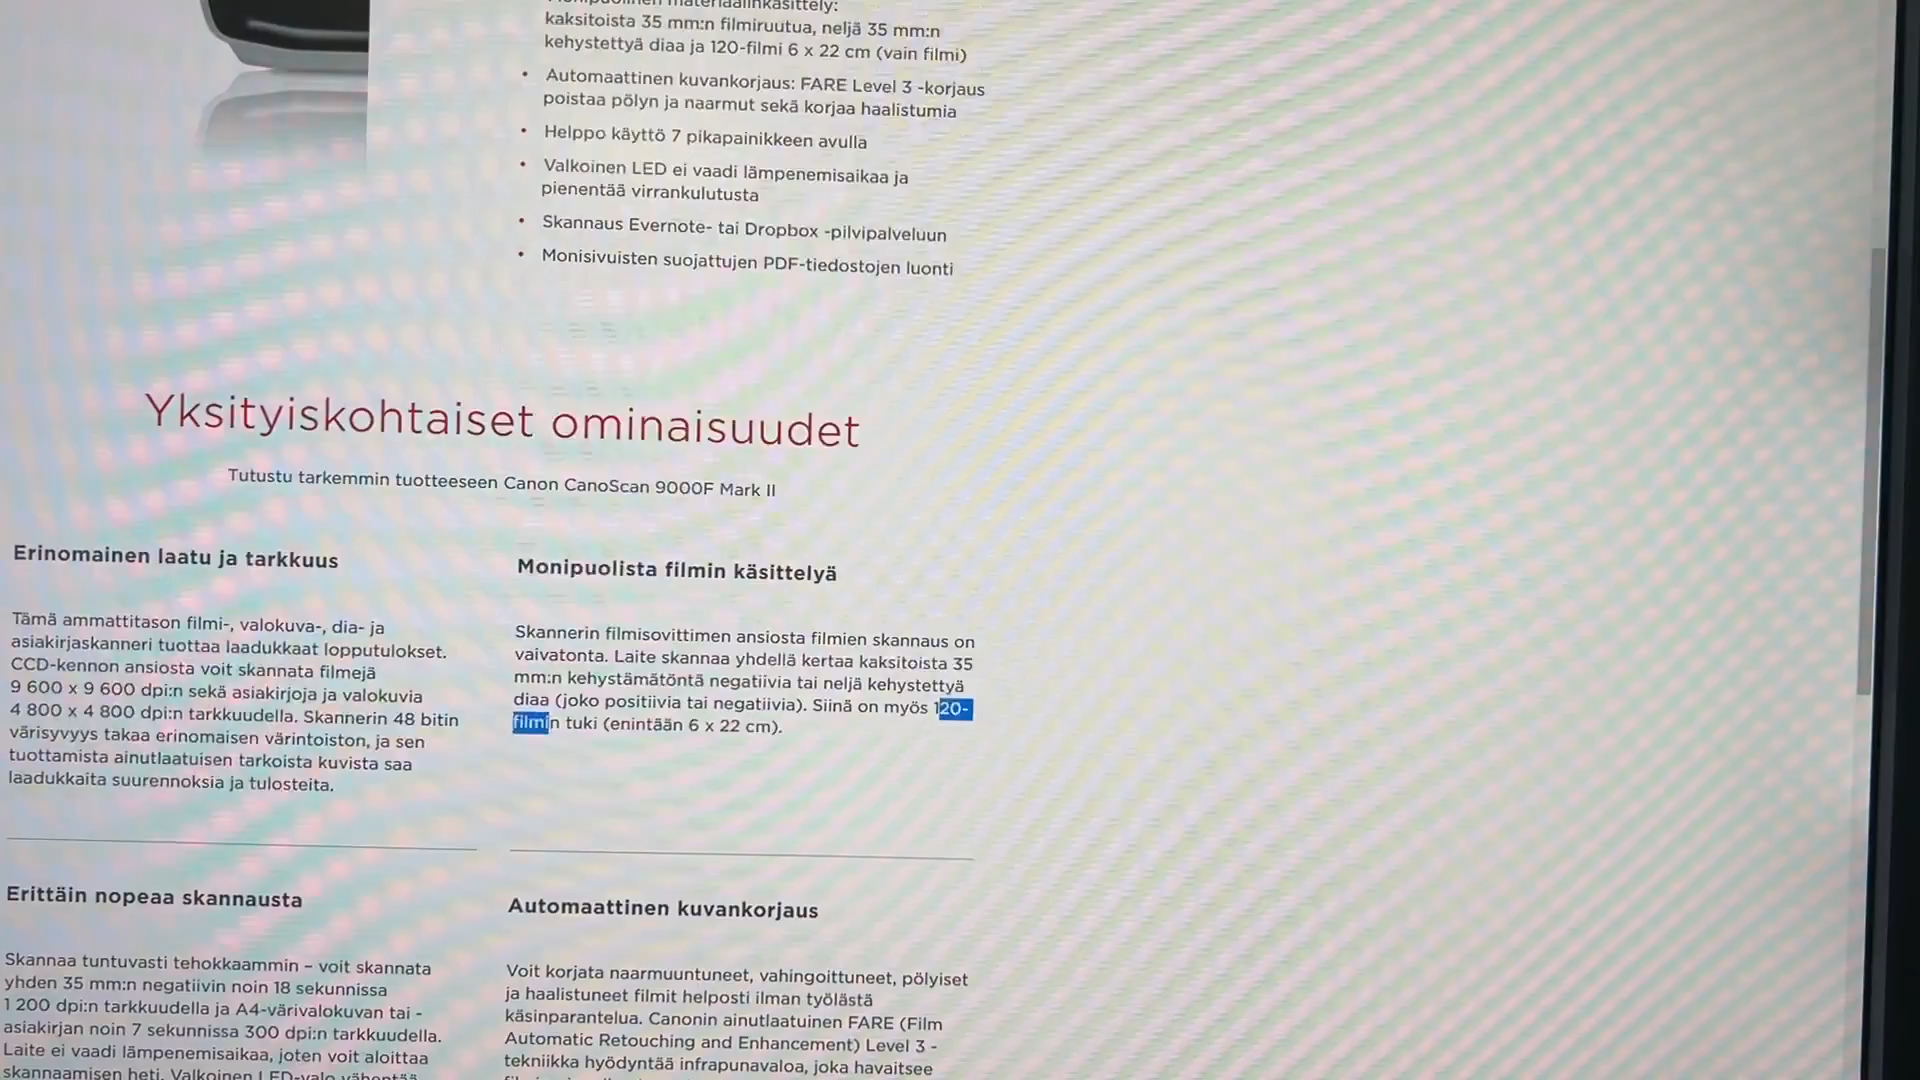 materiaalinkäsittely:
kaksitoista 35 mm:n filmiruutua, neljä 35 mm:n
kehystettyä diaa ja 120-filmi 6 x 22 cm (vain filmi)
• Automaattinen kuvankorjaus: FARE Level 3 -korjaus
poistaa pölyn ja naarmut sekä korjaa haalistumia
• Helppo käyttö 7 pikapainikkeen avulla
• Valkoinen LED ei vaadi lämpenemisaikaa ja
pienentää virrankulutusta
• Skannaus Evernote- tai Dropbox -pilvipalveluun
• Monisivuisten suojattujen PDF-tiedostojen luonti
Yksityiskohtaiset ominaisuudet
Tutustu tarkemmin tuotteeseen Canon CanoScan 9000F Mark II
Erinomainen laatu ja tarkkuus
Tämä ammattitason filmi-, valokuva-, dia- ja
asiakirjaskanneri tuottaa laadukkaat lopputulokset.
CCD-kennon ansiosta voit skannata filmejä
9 600 x 9 600 dpi:n sekä asiakirjoja ja valokuvia
4 800 x 4 800 dpi:n tarkkuudella. Skannerin 48 bitin
värisyvyys takaa erinomaisen värintoiston, ja sen
tuottamista ainutlaatuisen tarkoista kuvista saa
laadukkaita suurennoksia ja tulosteita.
Monipuolista filmin käsittelyä
Skannerin filmisovittimen ansiosta filmien skannaus on
vaivatonta. Laite skannaa yhdellä kertaa kaksitoista 35
mm:n kehystämätöntä negatiivia tai neljä kehystettyä
diaa (joko positiivia tai negatiivia). Siinä on myös 120-
filmin tuki (enintään 6 x 22 cm).
Erittäin nopeaa skannausta
Skannaa tuntuvasti tehokkaammin – voit skannata
yhden 35 mm:n negatiivin noin 18 sekunnissa
1 200 dpi:n tarkkuudella ja A4-värivalokuvan tai -
asiakirjan noin 7 sekunnissa 300 dpi:n tarkkuudella.
Laite ei vaadi lämpenemisaikaa, joten voit aloittaa
skannaamisen heti. Valkoinen LED-valo vähentää
Automaattinen kuvankorjaus
Voit korjata naarmuuntuneet, vahingoittuneet, pölyiset
ja haalistuneet filmit helposti ilman työlästä
käsinparantelua. Canonin ainutlaatuinen FARE (Film
Automatic Retouching and Enhancement) Level 3 -
tekniikka hyödyntää infrapunavaloa, joka havaitsee